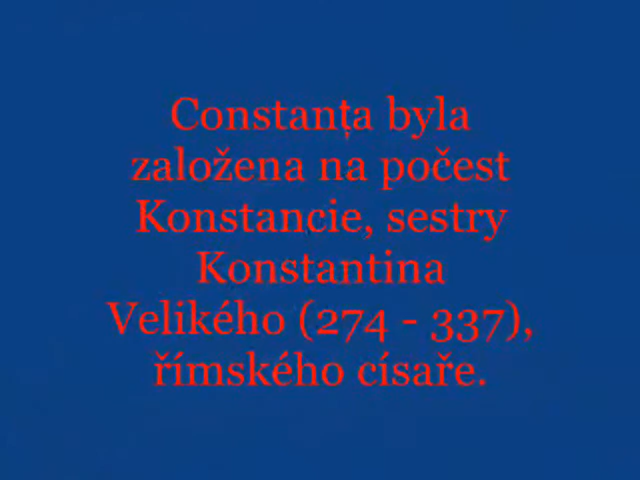 Constanța byla
založena na počest
Konstancie, sestry
Konstantina
Velikého (274 - 337),
římského císaře.